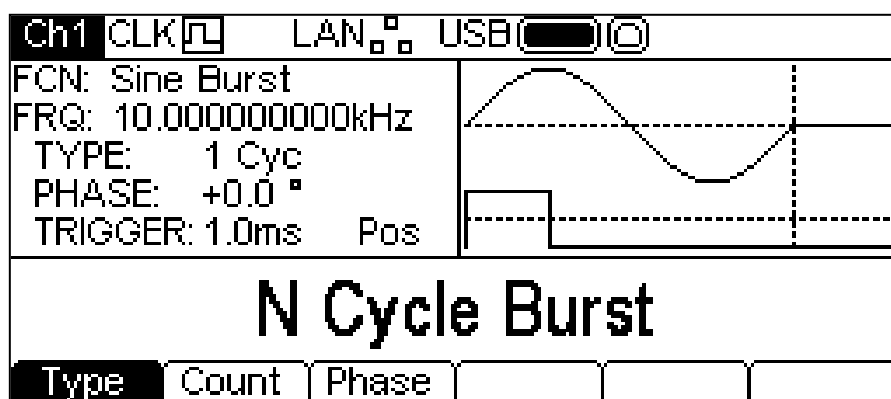 Ch1 CLK LAN USB
FCN: Sine Burst
FRQ: 10.000000000kHz
TYPE: 1 Cyc
PHASE: +0.0 °
TRIGGER: 1.0ms Pos
N Cycle Burst
Type Count Phase